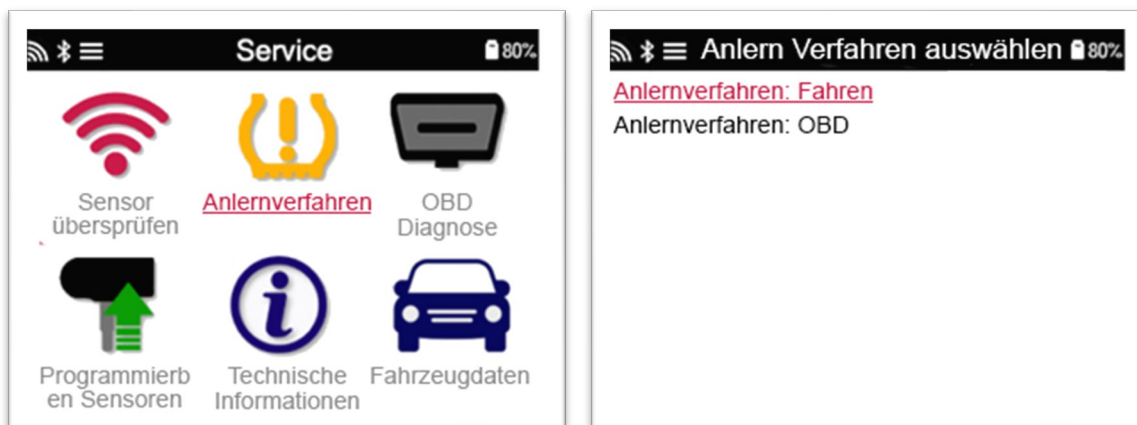 Service 80%
Sensor
übersprüfen
Anlernverfahren
OBD
Diagnose
Programmierb
en Sensoren
Technische
Informationen
Fahrzeugdaten
Anlern Verfahren auswählen 80%
Anlernverfahren: Fahren
Anlernverfahren: OBD